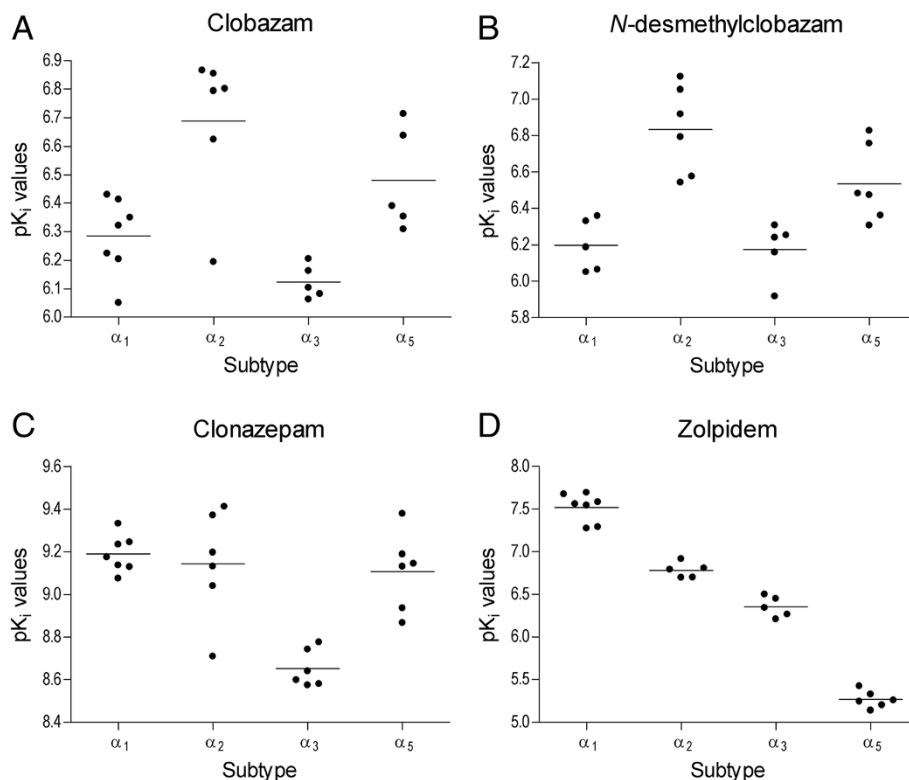 A
Clobazam
pKi values
6.9
6.8
6.7
6.6
6.5
6.4
6.3
6.2
6.1
6.0
α1 α2 α3 α5
Subtype
B
N-desmethylclobazam
pKi values
7.2
7.0
6.8
6.6
6.4
6.2
6.0
5.8
α1 α2 α3 α5
Subtype
C
Clonazepam
pKi values
9.6
9.4
9.2
9.0
8.8
8.6
8.4
α1 α2 α3 α5
Subtype
D
Zolpidem
pKi values
8.0
7.5
7.0
6.5
6.0
5.5
5.0
α1 α2 α3 α5
Subtype